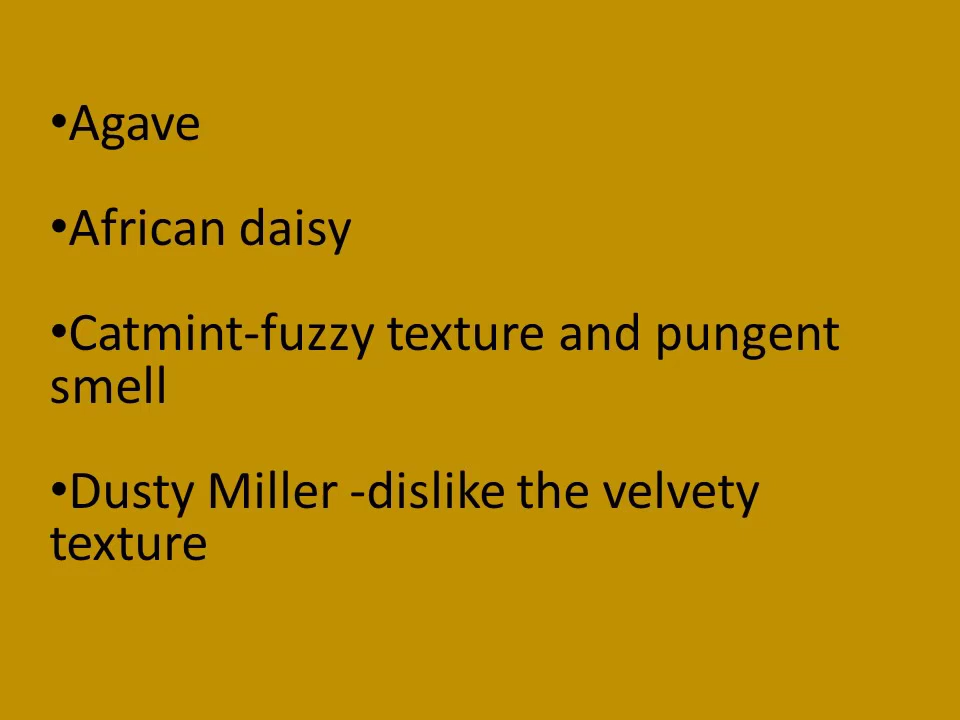 •Agave
•African daisy
•Catmint-fuzzy texture and pungent
smell
•Dusty Miller -dislike the velvety
texture